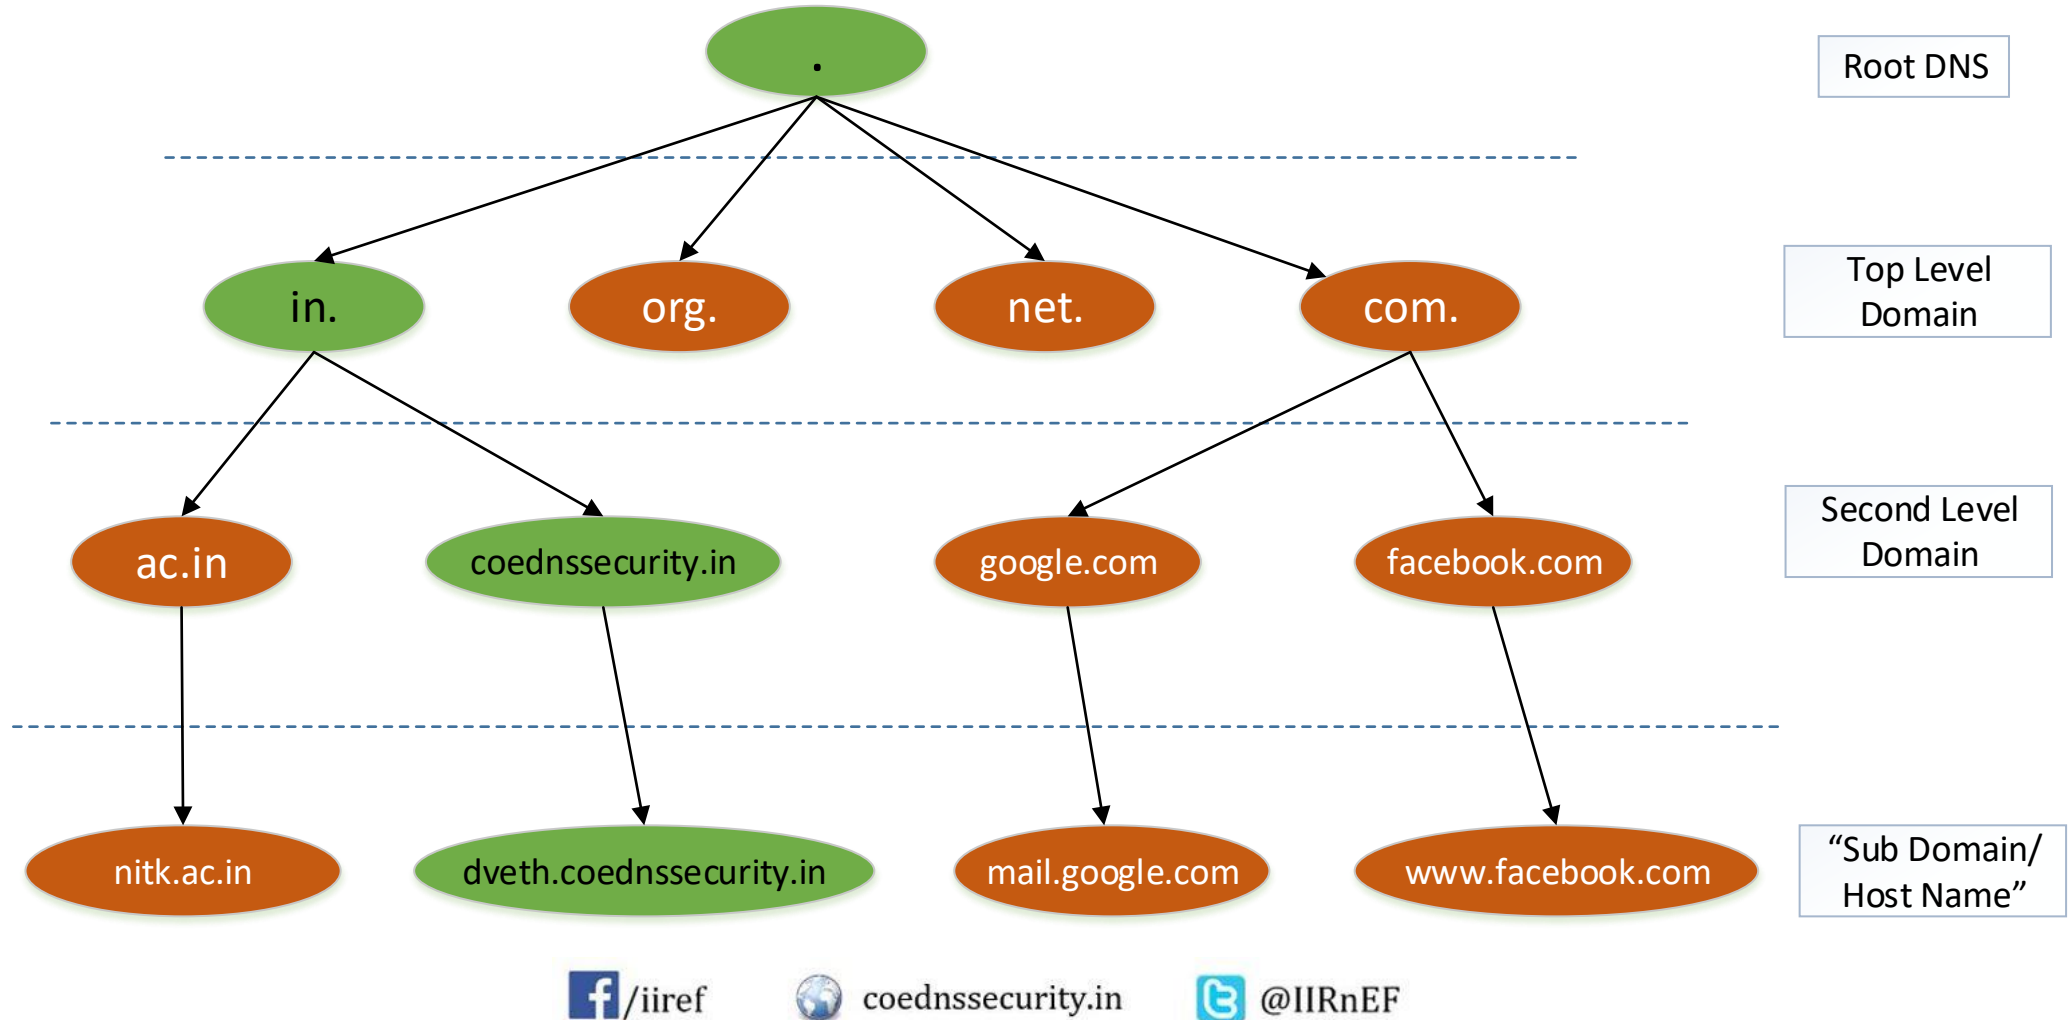 .
Root DNS
in.
org.
net.
com.
Top Level
Domain
ac.in
coednssecurity.in
google.com
facebook.com
Second Level
Domain
nitk.ac.in
dveth.coednssecurity.in
mail.google.com
www.facebook.com
“Sub Domain/
Host Name”
f /iiref
coednssecurity.in
@IIRnEF